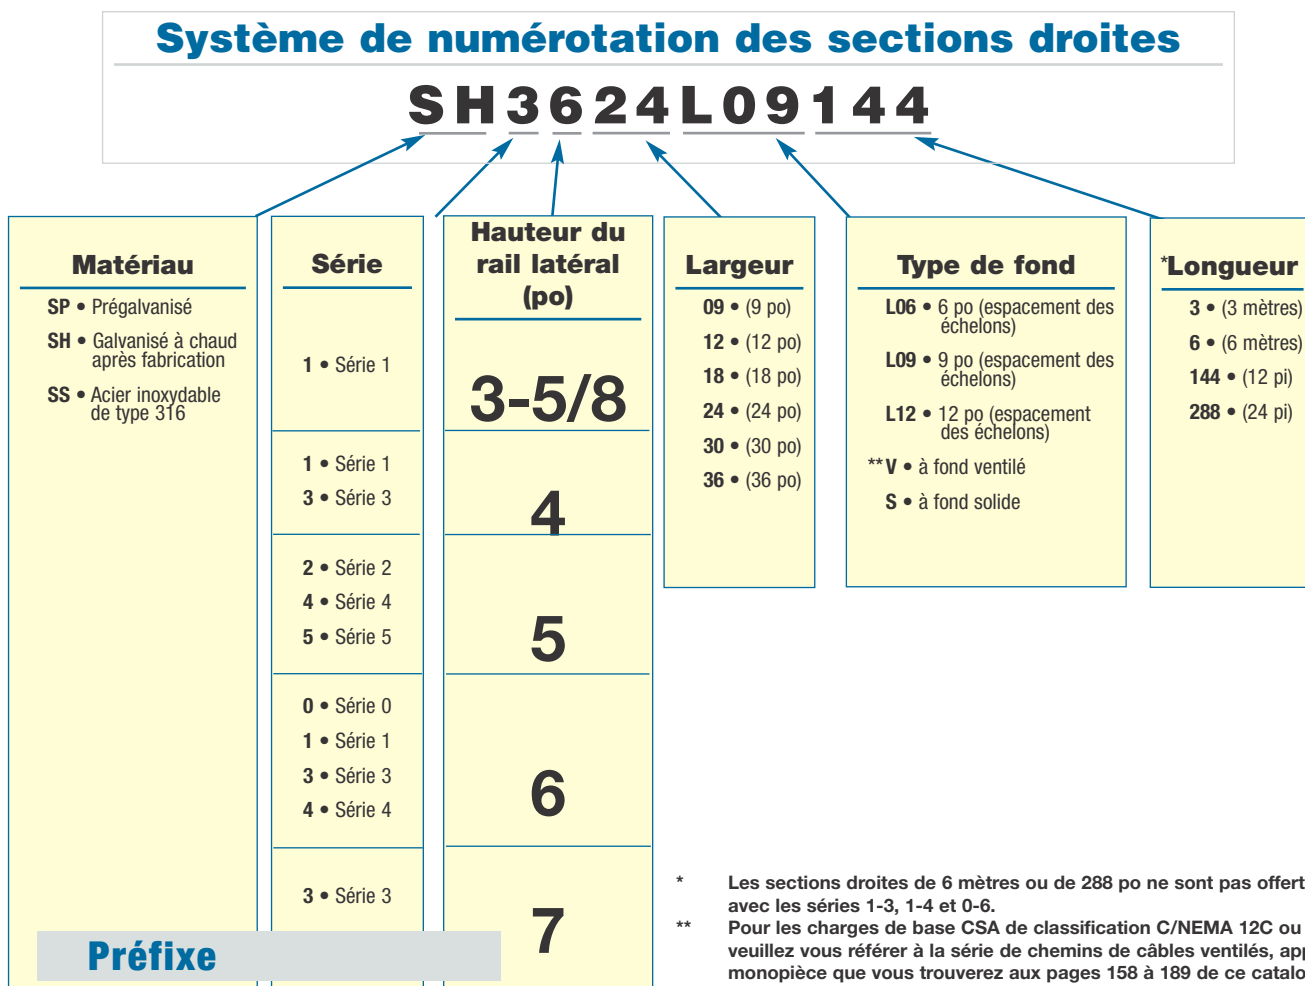 Système de numérotation des sections droites
SH3624L09144
Matériau
SP • Prégalvanisé
SH • Galvanisé à chaud
après fabrication
SS • Acier inoxydable
de type 316
Série
1 • Série 1
1 • Série 1
3 • Série 3
2 • Série 2
4 • Série 4
5 • Série 5
0 • Série 0
1 • Série 1
3 • Série 3
4 • Série 4
3 • Série 3
Hauteur du
rail latéral
(po)
3-5/8
4
5
6
7
Largeur
09 • (9 po)
12 • (12 po)
18 • (18 po)
24 • (24 po)
30 • (30 po)
36 • (36 po)
Type de fond
L06 • 6 po (espacement des
échelons)
L09 • 9 po (espacement des
échelons)
L12 • 12 po (espacement
des échelons)
** V • à fond ventilé
S • à fond solide
*Longueur
3 • (3 mètres)
6 • (6 mètres)
144 • (12 pi)
288 • (24 pi)
* Les sections droites de 6 mètres ou de 288 po ne sont pas
avec les séries 1-3, 1-4 et 0-6.
** Pour les charges de base CSA de classification C/NEMA 12C ou
veuillez vous référer à la série de chemins de câbles ventilés,
monopièce que vous trouverez aux pages 158 à 189 de ce
Préfixe